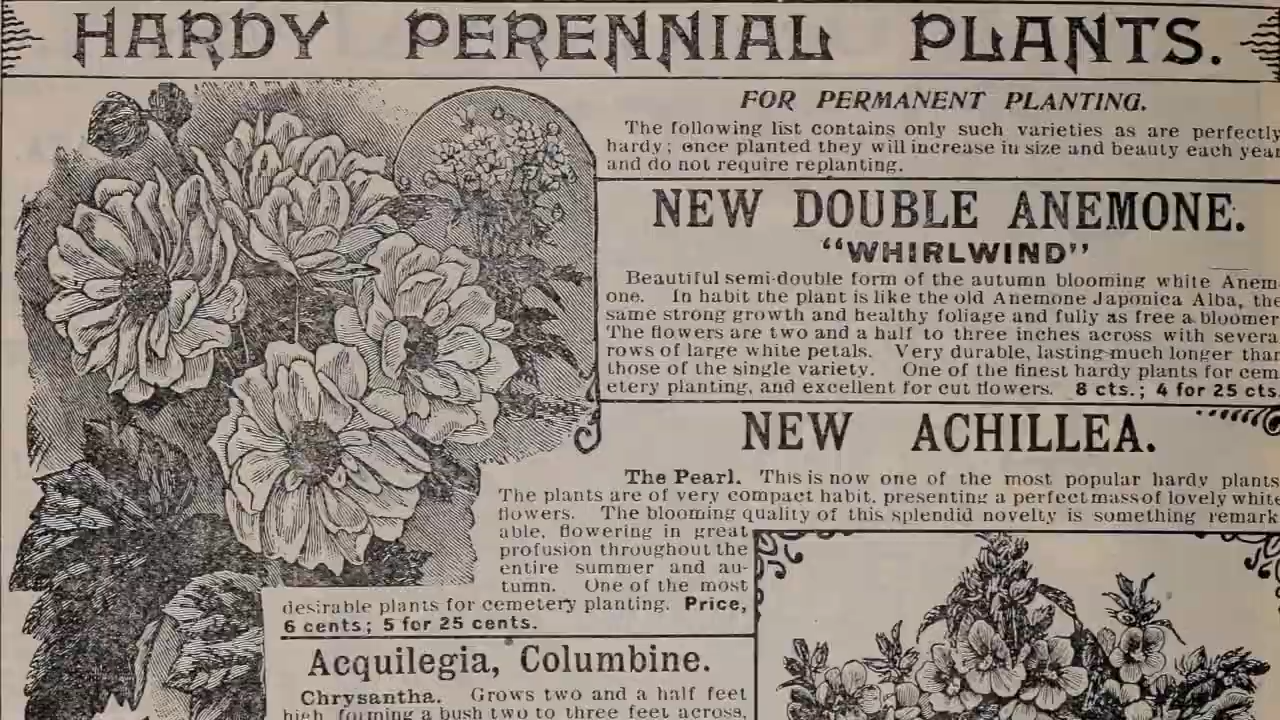 HARDY PERENNIAL PLANTS.
FOR PERMANENT PLANTING.
The following list contains only such varieties as are perfectly
hardy; once planted they will increase in size and beauty each year
and do not require replanting.
NEW DOUBLE ANEMONE.
"WHIRLWIND"
Beautiful semi-double form of the autumn blooming white Anem
one. In habit the plant is like the old Anemone Japonica Alba, the
same strong growth and healthy foliage and fully as free a bloomer
The flowers are two and a half to three inches across with severa
rows of large white petals. Very durable, lasting much longer than
those of the single variety. One of the finest hardy plants for cem
etery planting, and excellent for cut flowers. 8 cts.; 4 for 25 cts.
NEW ACHILLEA.
The Pearl. This is now one of the most popular hardy plants
The plants are of very compact habit, presenting a perfect mass of lovely white
flowers. The blooming quality of this splendid novelty is something remark-
able, flowering in great
profusion throughout the
entire summer and au-
tumn. One of the most
desirable plants for cemetery planting. Price,
6 cents; 5 for 25 cents.
Acquilegia, Columbine.
Chrysantha. Grows two and a half feet
high, forming a bush two to three feet across,